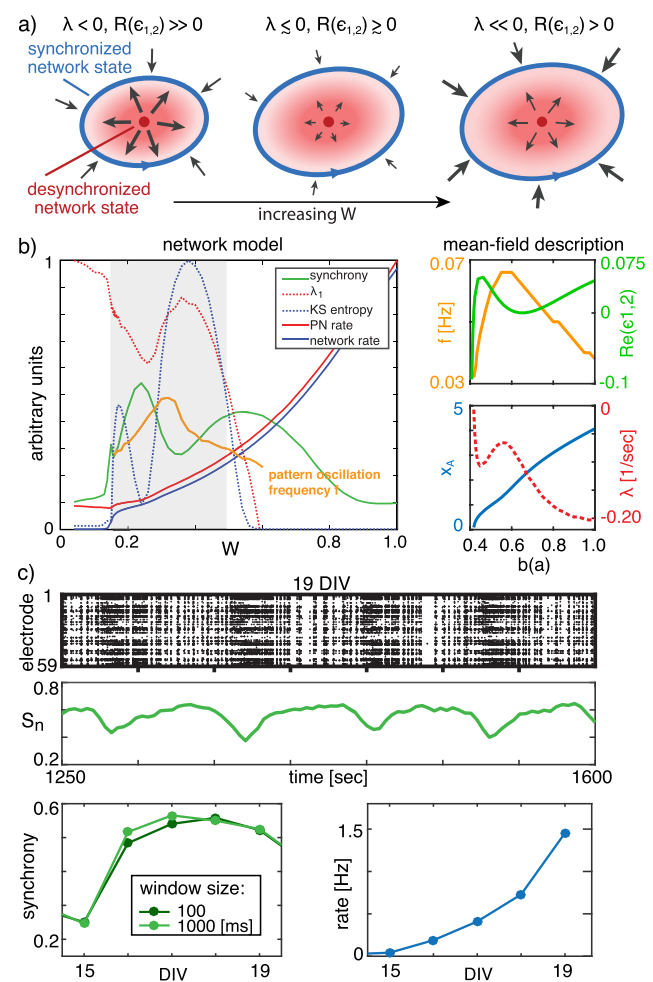 a)
λ < 0, R(ϵ1,2) >> 0
λ ≲ 0, R(ϵ1,2) ≳ 0
λ << 0, R(ϵ1,2) > 0
synchronized
network state
desynchronized
network state
increasing W
b)
network model
mean-field description
1
arbitrary units
0
0.2
W
0.8
1.0
synchrony
λ1
KS entropy
PN rate
network rate
pattern oscillation
frequency f
0.07
f [Hz]
0.03
0.075
0
-0.1
Re(ϵ1,2)
5
xA
0
0
λ [1/sec]
-0.20
0.4
0.6
0.8
1.0
b(a)
c)
19 DIV
1
electrode
59
0.8
Sn
0.2
1250
time [sec]
1600
0.6
synchrony
0.2
window size:
100
1000 [ms]
15
DIV
19
1.5
rate [Hz]
0
15
DIV
19